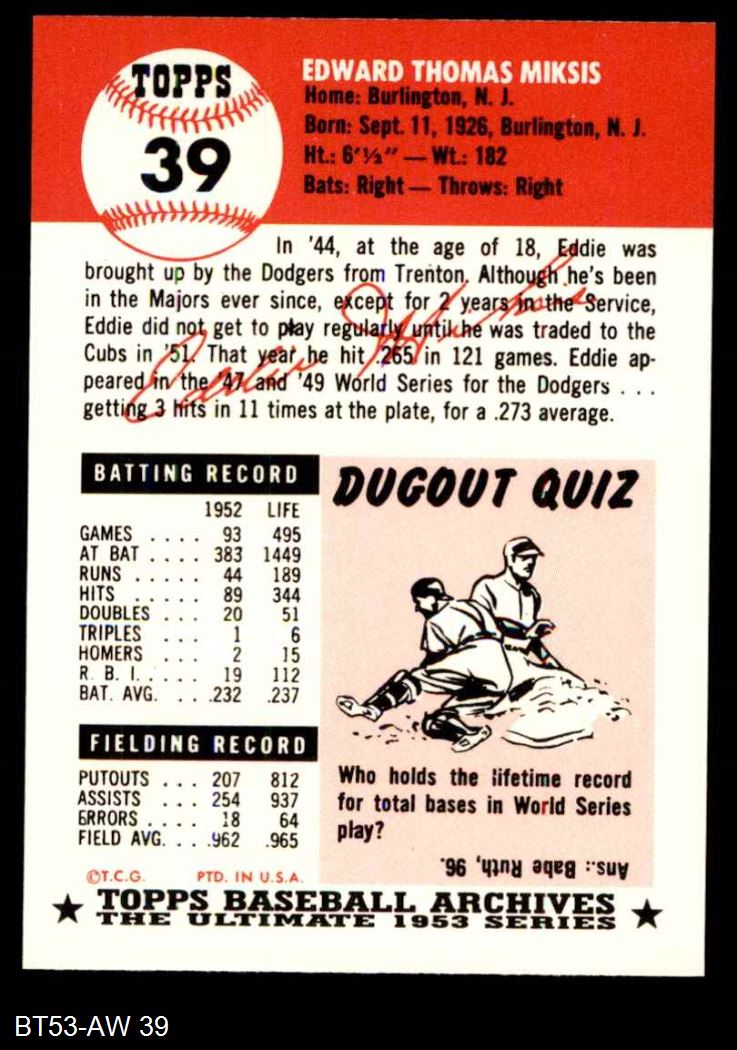 TOPPS
39
EDWARD THOMAS MIKSIS
Home: Burlington, N. J.
Born: Sept. 11, 1926, Burlington, N. J.
Ht.: 6'½" — Wt.: 182
Bats: Right — Throws: Right
In '44, at the age of 18, Eddie was
brought up by the Dodgers from Trenton. Although he's been
in the Majors ever since, except for 2 years in the Service,
Eddie did not get to play regularly until he was traded to the
Cubs in '51. That year he hit .265 in 121 games. Eddie ap-
peared in the '47 and '49 World Series for the Dodgers . . .
getting 3 hits in 11 times at the plate, for a .273 average.
Eddie Miksis
BATTING RECORD
1952 LIFE
GAMES . . . . 93 495
AT BAT . . . . 383 1449
RUNS . . . . . 44 189
HITS . . . . . 89 344
DOUBLES . . . 20 51
TRIPLES . . . 1 6
HOMERS . . . 2 15
R. B. I. . . . . 19 112
BAT. AVG. . . . .232 .237
FIELDING RECORD
PUTOUTS . . . 207 812
ASSISTS . . . 254 937
ERRORS . . . . 18 64
FIELD AVG. . . .962 .965
©T.C.G. PTD. IN U.S.A.
DUGOUT QUIZ
Who holds the lifetime record
for total bases in World Series
play?
Ans.: Babe Ruth, 96.
TOPPS BASEBALL ARCHIVES
THE ULTIMATE 1953 SERIES
BT53-AW 39